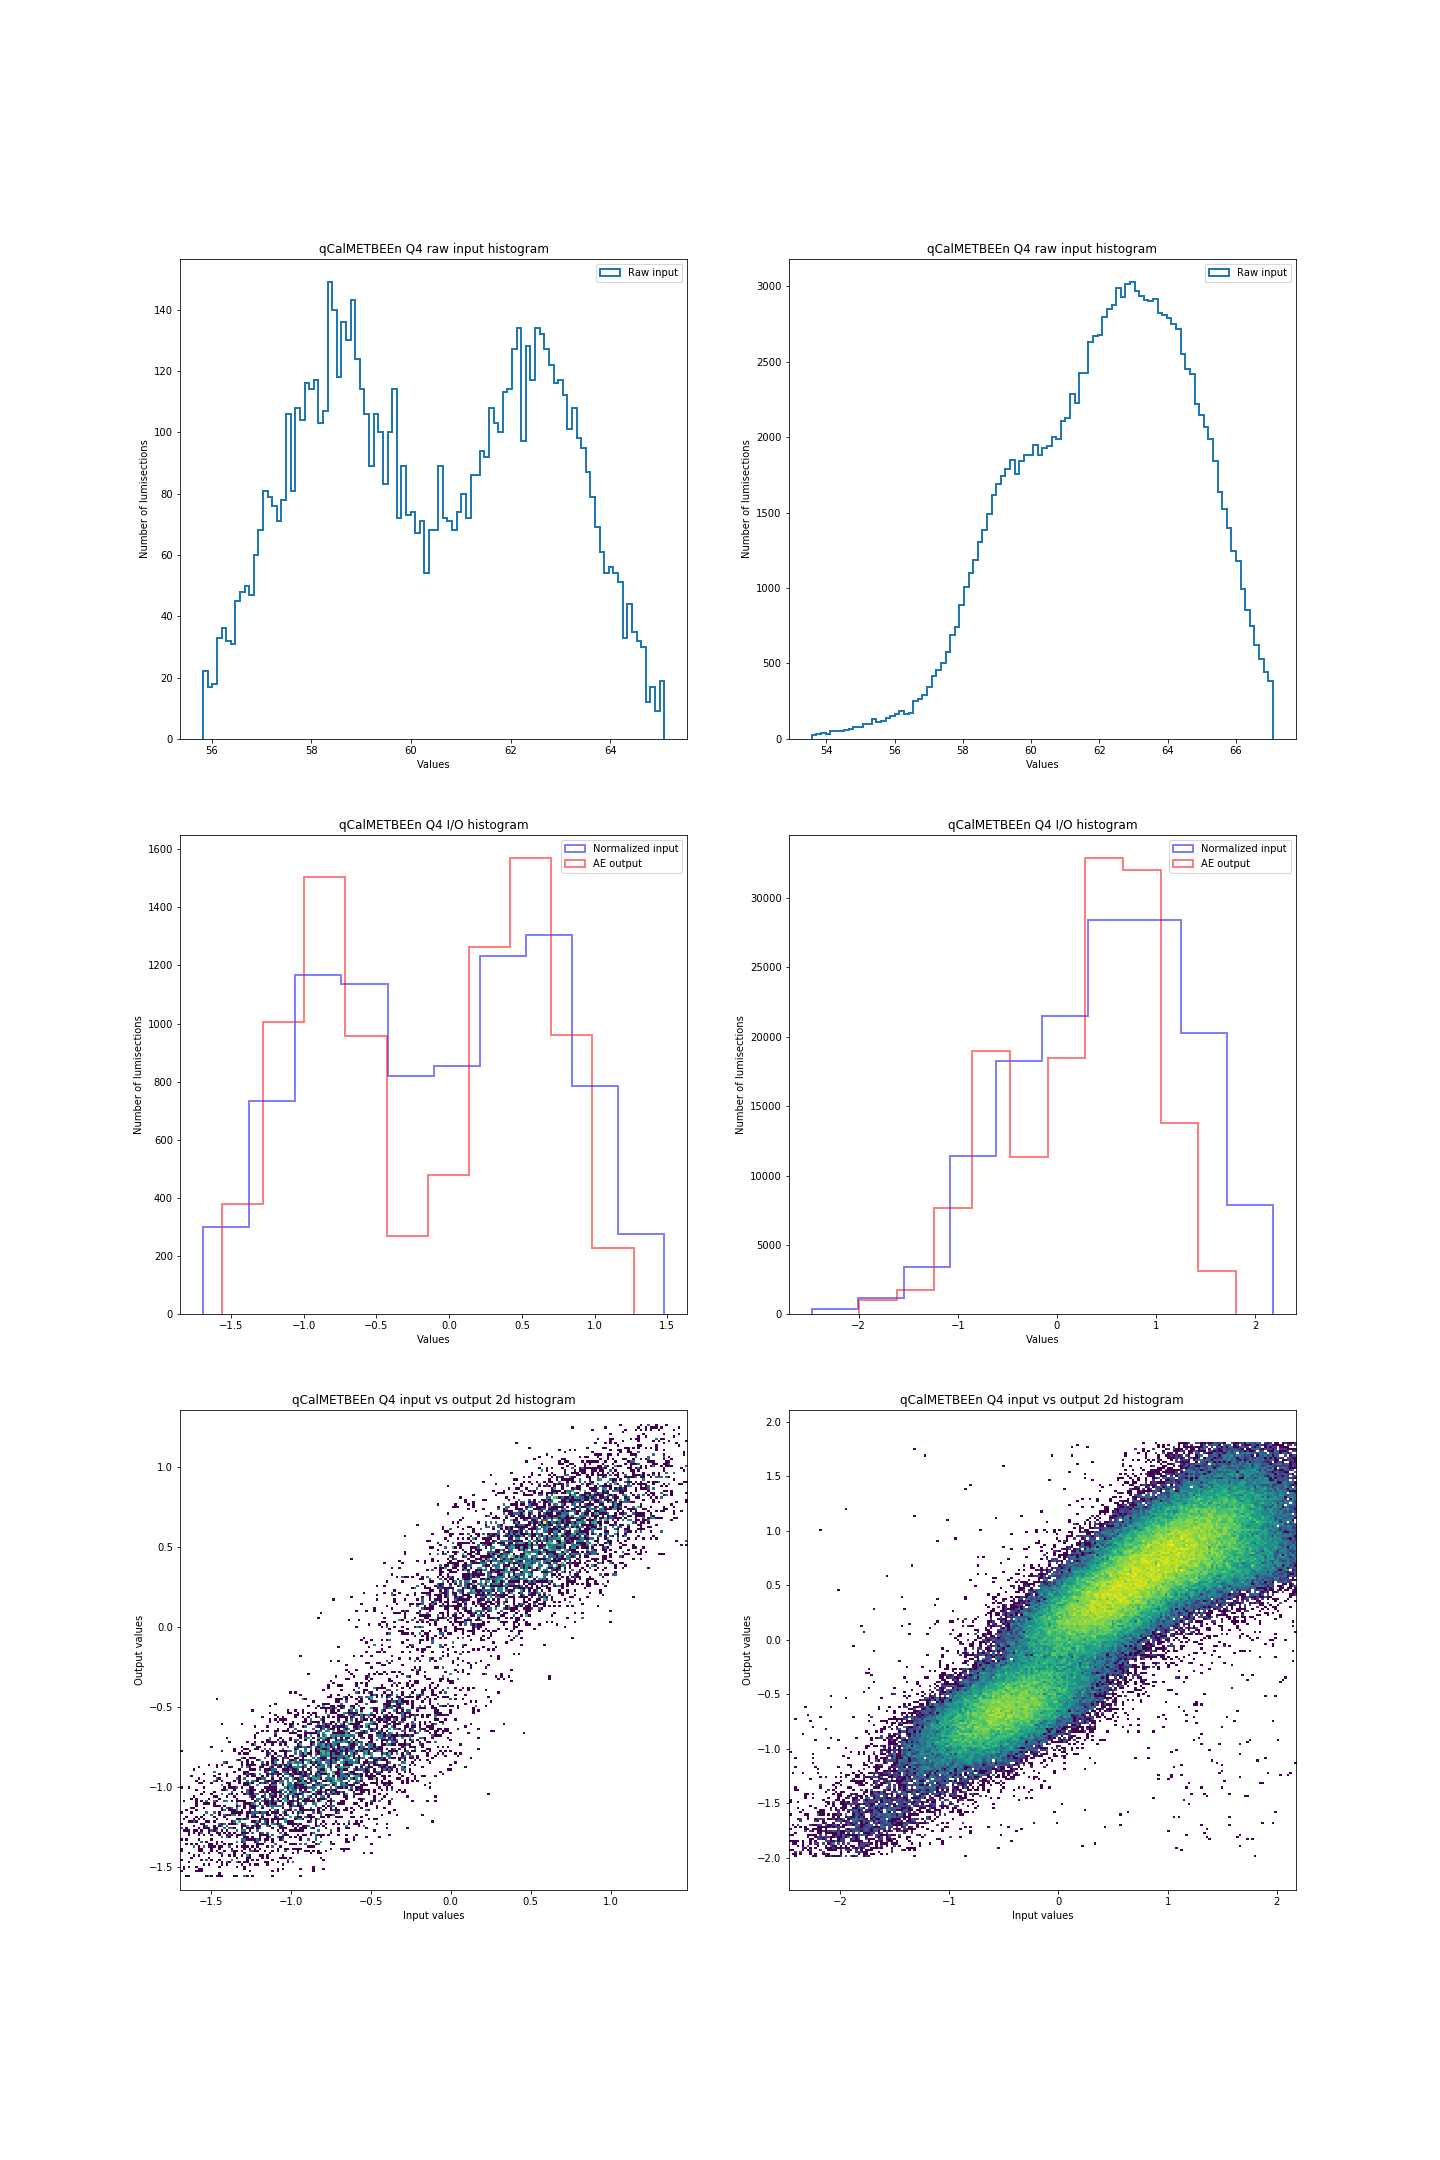 qCalMETBEEn Q4 raw input histogram
Raw input
Number of lumisections
140
120
100
80
60
40
20
0
56 58 60 62 64
Values
qCalMETBEEn Q4 raw input histogram
Raw input
Number of lumisections
3000
2500
2000
1500
1000
500
0
54 56 58 60 62 64 66
Values
qCalMETBEEn Q4 I/O histogram
Normalized input
AE output
Number of lumisections
1600
1400
1200
1000
800
600
400
200
0
−1.5 −1.0 −0.5 0.0 0.5 1.0 1.5
Values
qCalMETBEEn Q4 I/O histogram
Normalized input
AE output
Number of lumisections
30000
25000
20000
15000
10000
5000
0
−2 −1 0 1 2
Values
qCalMETBEEn Q4 input vs output 2d histogram
Output values
1.0
0.5
0.0
−0.5
−1.0
−1.5
−1.5 −1.0 −0.5 0.0 0.5 1.0
Input values
qCalMETBEEn Q4 input vs output 2d histogram
Output values
2.0
1.5
1.0
0.5
0.0
−0.5
−1.0
−1.5
−2.0
−2 −1 0 1 2
Input values